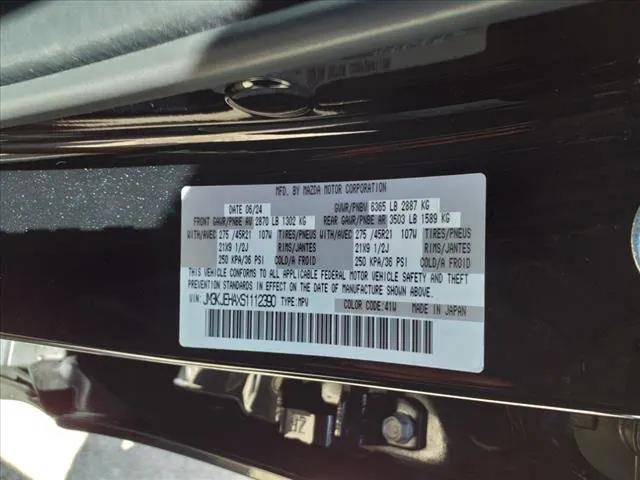 MFD. BY MAZDA MOTOR CORPORATION
DATE 06/24 GVWR/PNBV 6365 LB 2887 KG
FRONT GAWR/PNBE AV 2870 LB 1302 KG REAR GAWR/PNBE AR 3503 LB 1589 KG
WITH/AVEC 275 /45R21 107W TIRES/PNEUS WITH/AVEC 275 /45R21 107W TIRES/PNEUS
21X9 1/2J RIMS/JANTES 21X9 1/2J RIMS/JANTES
250 KPA/36 PSI COLD/A FROID 250 KPA/36 PSI COLD/A FROID
THIS VEHICLE CONFORMS TO ALL APPLICABLE FEDERAL MOTOR VEHICLE SAFETY AND THEFT
PREVENTION STANDARDS IN EFFECT ON THE DATE OF MANUFACTURE SHOWN ABOVE.
VIN: JM3KJEHAXS1112390 TYPE:MPV
COLOR CODE:41W MADE IN JAPAN